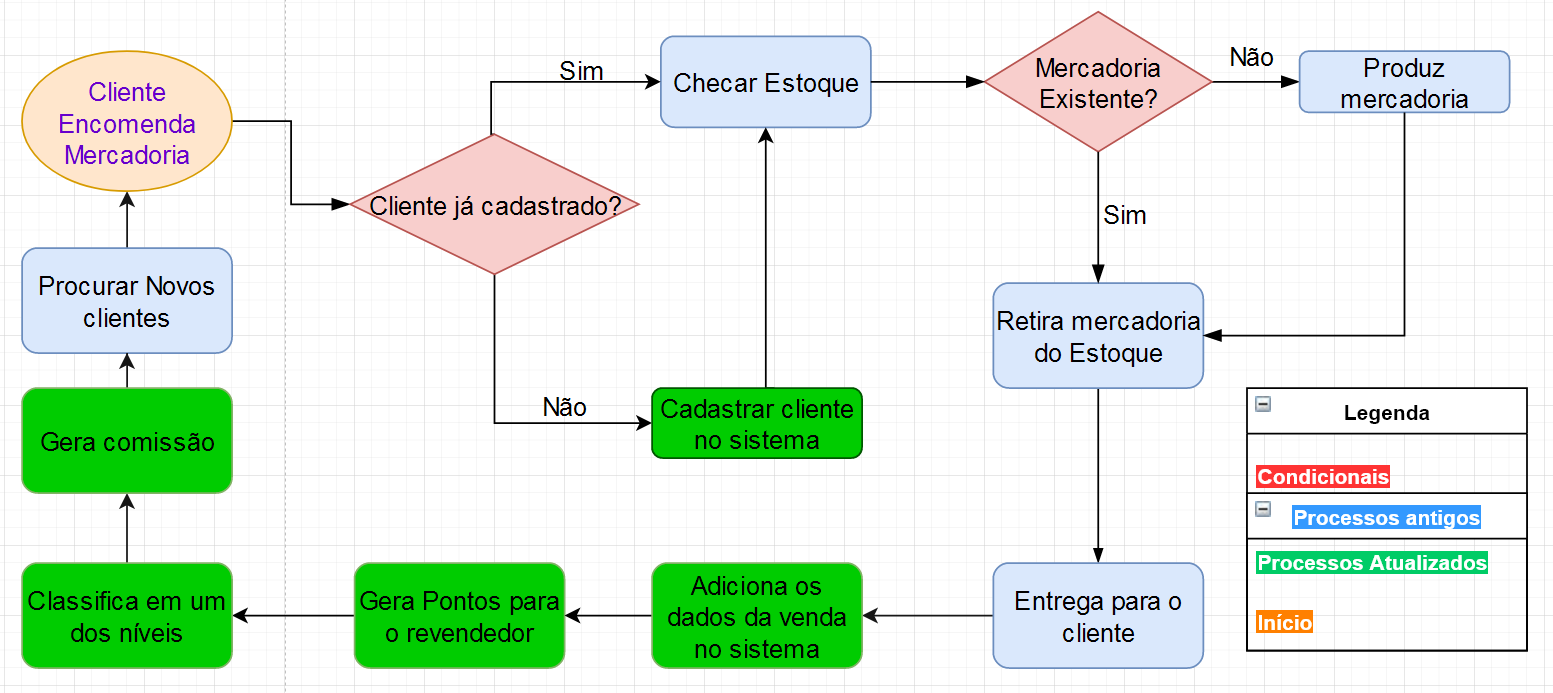 Cliente
Encomenda
Mercadoria
Sim
Checar Estoque
Mercadoria
Existente?
Não
Produz
mercadoria
Cliente já cadastrado?
Sim
Procurar Novos
clientes
Retira mercadoria
do Estoque
Não
Cadastrar cliente
no sistema
Gera comissão
Legenda
Condicionais
Processos antigos
Processos Atualizados
Início
Classifica em um
dos níveis
Gera Pontos para
o revendedor
Adiciona os
dados da venda
no sistema
Entrega para o
cliente